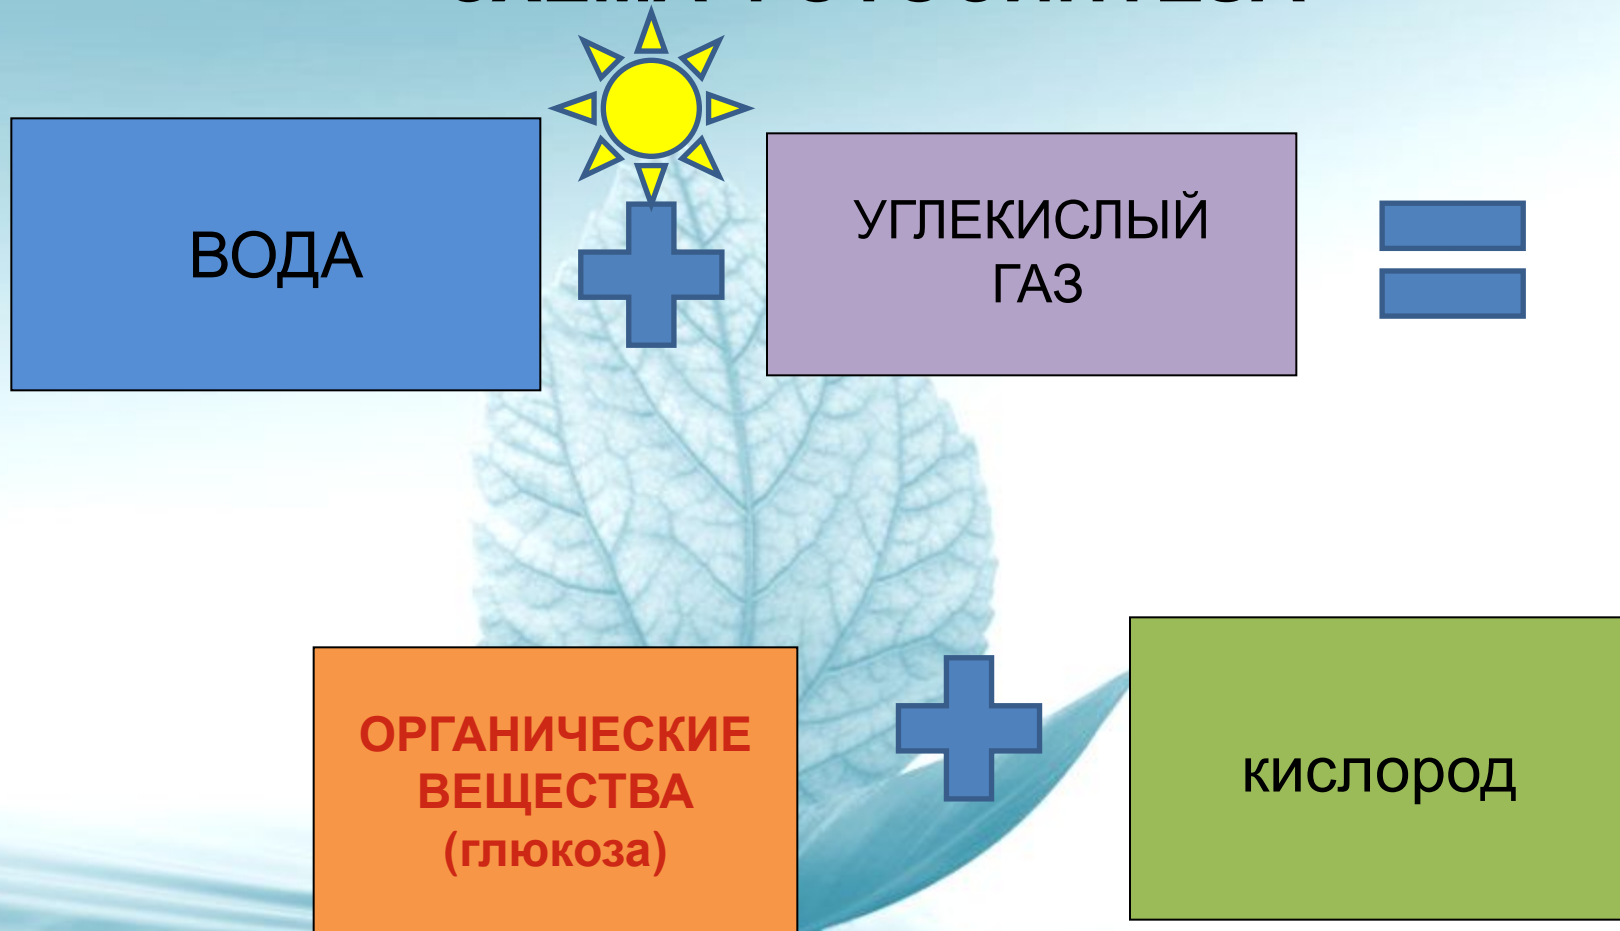 ВОДА
УГЛЕКИСЛЫЙ
ГАЗ
ОРГАНИЧЕСКИЕ
ВЕЩЕСТВА
(глюкоза)
кислород